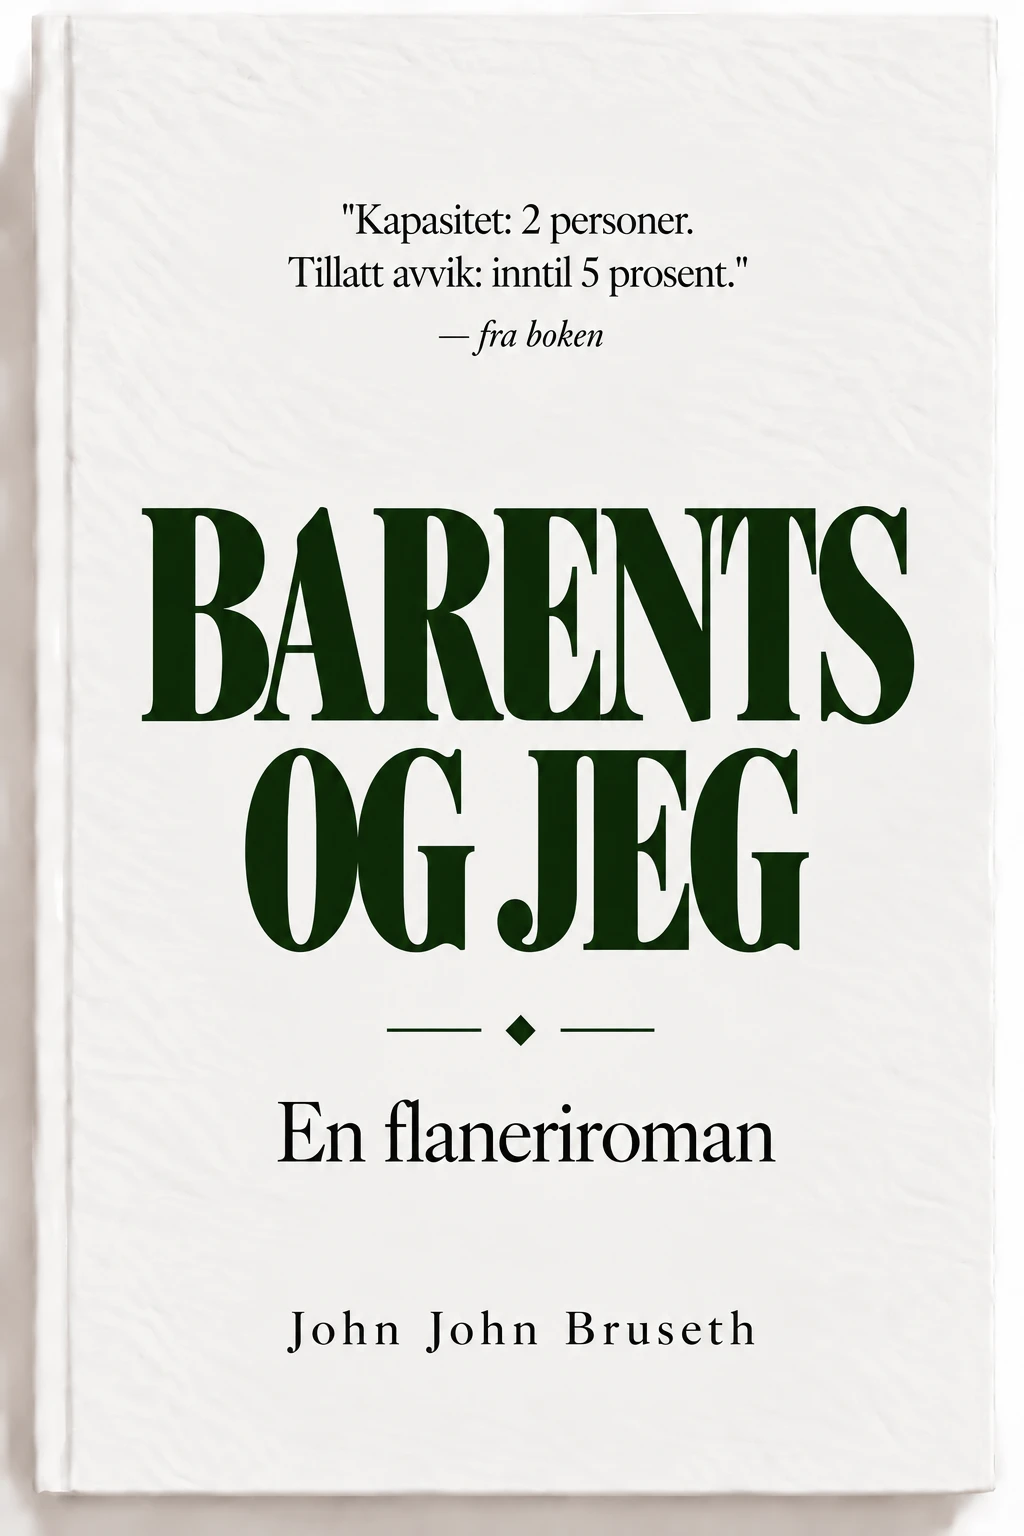 "Kapasitet: 2 personer.
Tillatt avvik: inntil 5 prosent."
— fra boken
BARENTS
OG JEG
En flaneriroman
John John Bruseth